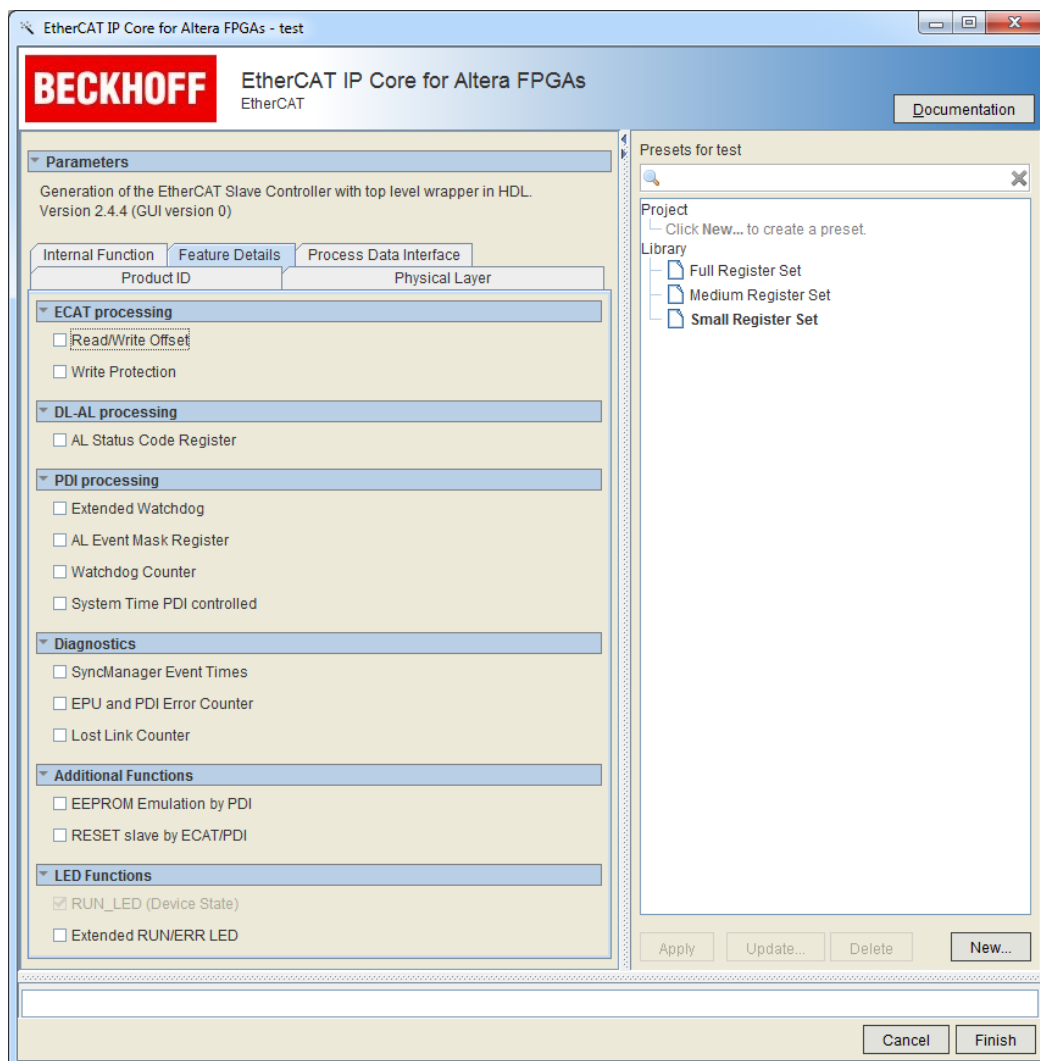 EtherCAT IP Core for Altera FPGAs - test
BECKHOFF
EtherCAT IP Core for Altera FPGAs
EtherCAT
Documentation
Parameters
Generation of the EtherCAT Slave Controller with top level wrapper in HDL.
Version 2.4.4 (GUI version 0)
Internal Function
Feature Details
Process Data Interface
Product ID
Physical Layer
ECAT processing
Read/Write Offset
Write Protection
DL-AL processing
AL Status Code Register
PDI processing
Extended Watchdog
AL Event Mask Register
Watchdog Counter
System Time PDI controlled
Diagnostics
SyncManager Event Times
EPU and PDI Error Counter
Lost Link Counter
Additional Functions
EEPROM Emulation by PDI
RESET slave by ECAT/PDI
LED Functions
RUN_LED (Device State)
Extended RUN/ERR LED
Presets for test
Project
Click New... to create a preset.
Library
Full Register Set
Medium Register Set
Small Register Set
Apply
Update...
Delete
New...
Cancel
Finish